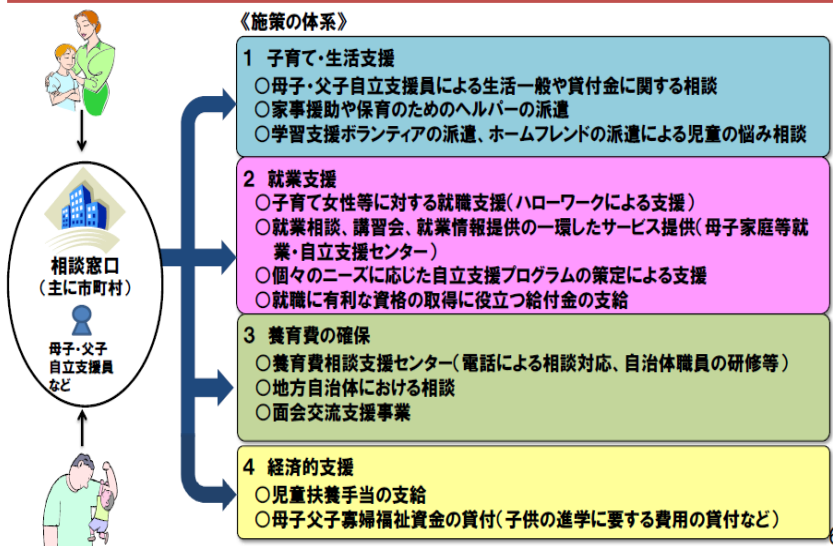 《施策の体系》
1 子育て・生活支援
○母子・父子自立支援員による生活一般や貸付金に関する相談
○家事援助や保育のためのヘルパーの派遣
○学習支援ボランティアの派遣、ホームフレンドの派遣による児童の悩み相談
2 就業支援
○子育て女性等に対する就職支援(ハローワークによる支援)
○就業相談、講習会、就業情報提供の一環したサービス提供(母子家庭等就
業・自立支援センター)
○個々のニーズに応じた自立支援プログラムの策定による支援
○就職に有利な資格の取得に役立つ給付金の支給
相談窓口
(主に市町村)
母子・父子
自立支援員
など
3 養育費の確保
○養育費相談支援センター(電話による相談対応、自治体職員の研修等)
○地方自治体における相談
○面会交流支援事業
4 経済的支援
○児童扶養手当の支給
○母子父子寡婦福祉資金の貸付(子供の進学に要する費用の貸付など)